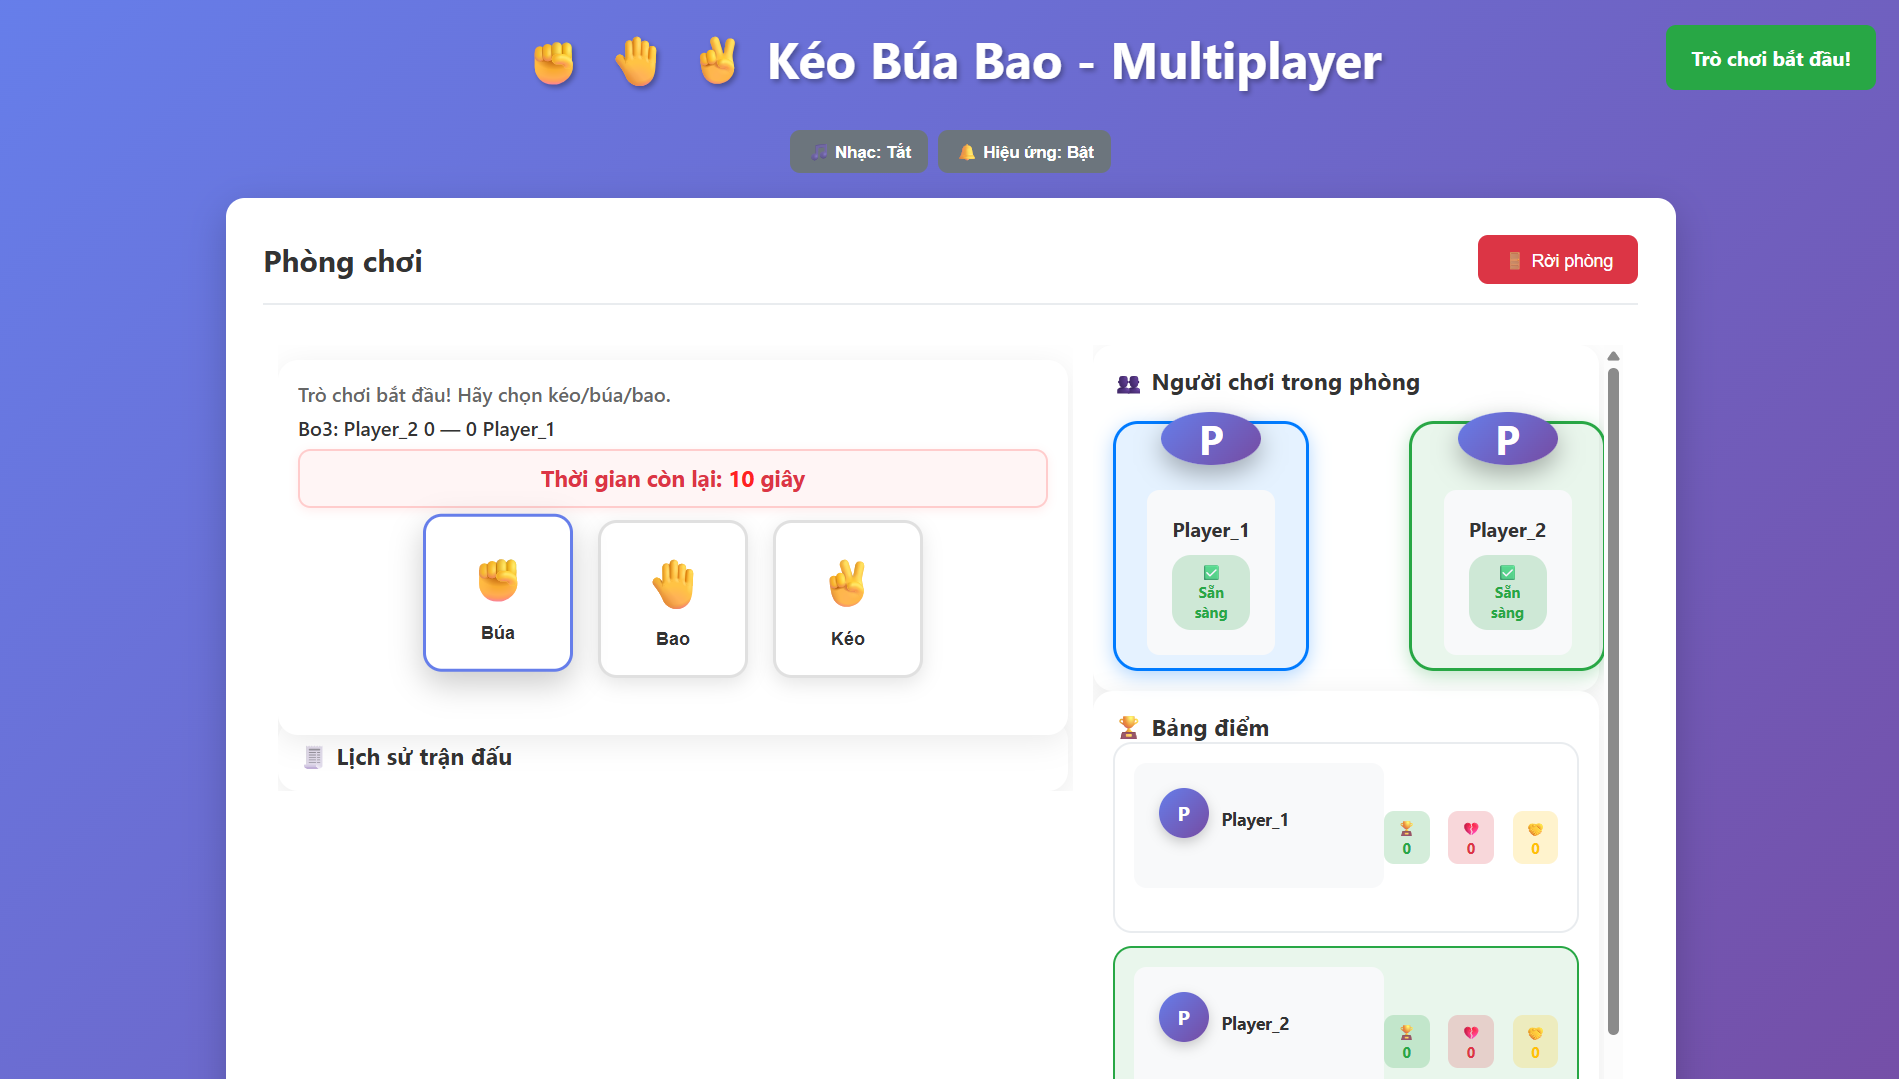 Kéo Búa Bao - Multiplayer
Trò chơi bắt đầu!
Nhạc: Tắt
Hiệu ứng: Bật
Phòng chơi
Rời phòng
Trò chơi bắt đầu! Hãy chọn kéo/búa/bao.
Bo3: Player_2 0 — 0 Player_1
Thời gian còn lại: 10 giây
Búa
Bao
Kéo
Lịch sử trận đấu
Người chơi trong phòng
P
Player_1
Sẵn
sàng
P
Player_2
Sẵn
sàng
Bảng điểm
P
Player_1
0
0
0
P
Player_2
0
0
0